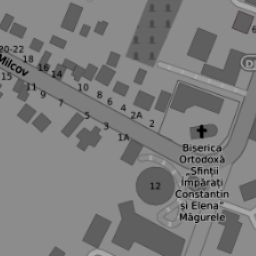 20-22
18
16
14
15
Milcov
11
9
7
5
3
1A
10
8
6
4
2A
2
12
Biserica
Ortodoxă
„Sfinții
Împărați
Constantin
și Elena"
Măgurele